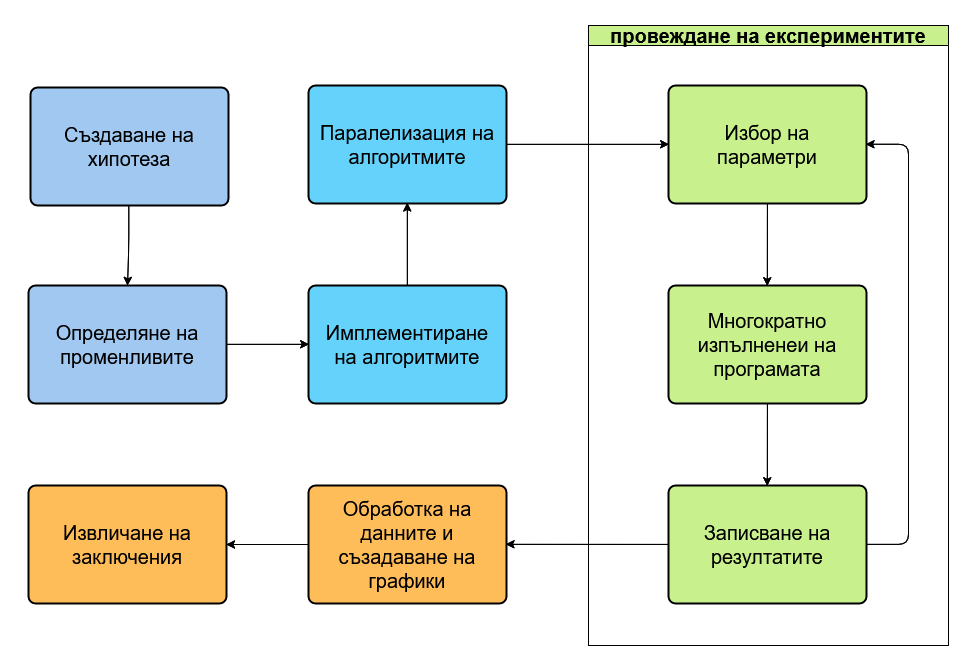 провеждане на експериментите
Създаване на
хипотеза
Паралелизация на
алгоритмите
Избор на
параметри
Определяне на
променливите
Имплементиране
на алгоритмите
Многократно
изпълненеи на
програмата
Извличане на
заключения
Обработка на
данните и
съзадаване на
графики
Записване на
резултатите